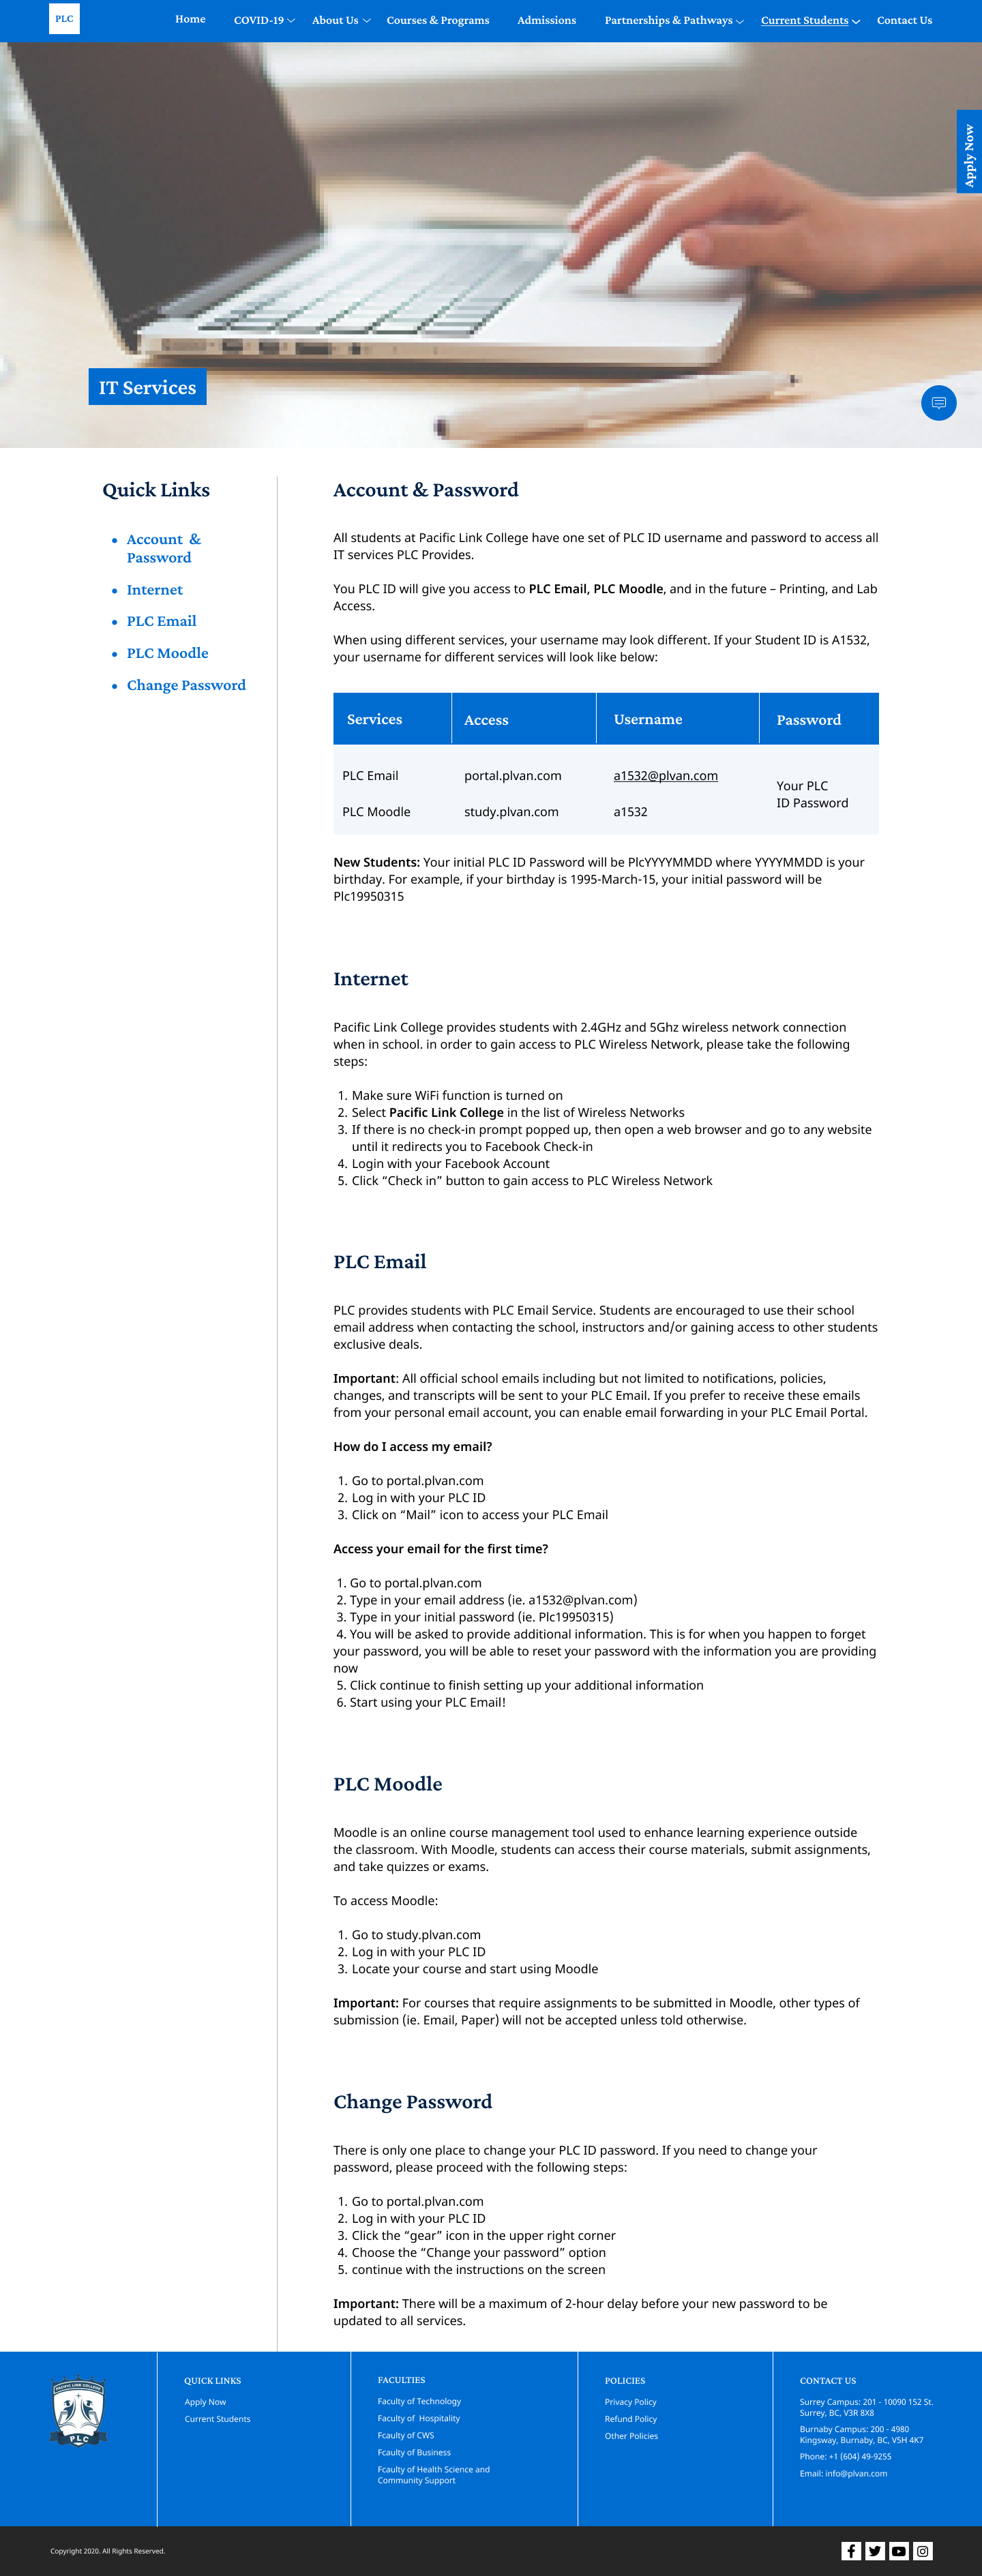 PLC
Home
COVID-19
About Us
Courses & Programs
Admissions
Partnerships & Pathways
Current Students
Contact Us
Apply Now
IT Services
Quick Links
• Account & Password
• Internet
• PLC Email
• PLC Moodle
• Change Password
Account & Password
All students at Pacific Link College have one set of PLC ID username and password to access all
IT services PLC Provides.
You PLC ID will give you access to PLC Email, PLC Moodle, and in the future – Printing, and Lab
Access.
When using different services, your username may look different. If your Student ID is A1532,
your username for different services will look like below:
Services Access Username Password
PLC Email portal.plvan.com a1532@plvan.com
Your PLC
ID Password
PLC Moodle study.plvan.com a1532
New Students: Your initial PLC ID Password will be PlcYYYYMMDD where YYYYMMDD is your
birthday. For example, if your birthday is 1995-March-15, your initial password will be
Plc19950315
Internet
Pacific Link College provides students with 2.4GHz and 5Ghz wireless network connection
when in school. in order to gain access to PLC Wireless Network, please take the following
steps:
1. Make sure WiFi function is turned on
2. Select Pacific Link College in the list of Wireless Networks
3. If there is no check-in prompt popped up, then open a web browser and go to any website
until it redirects you to Facebook Check-in
4. Login with your Facebook Account
5. Click “Check in” button to gain access to PLC Wireless Network
PLC Email
PLC provides students with PLC Email Service. Students are encouraged to use their school
email address when contacting the school, instructors and/or gaining access to other students
exclusive deals.
Important: All official school emails including but not limited to notifications, policies,
changes, and transcripts will be sent to your PLC Email. If you prefer to receive these emails
from your personal email account, you can enable email forwarding in your PLC Email Portal.
How do I access my email?
1. Go to portal.plvan.com
2. Log in with your PLC ID
3. Click on “Mail” icon to access your PLC Email
Access your email for the first time?
1. Go to portal.plvan.com
2. Type in your email address (ie. a1532@plvan.com)
3. Type in your initial password (ie. Plc19950315)
4. You will be asked to provide additional information. This is for when you happen to forget
your password, you will be able to reset your password with the information you are providing
now
5. Click continue to finish setting up your additional information
6. Start using your PLC Email!
PLC Moodle
Moodle is an online course management tool used to enhance learning experience outside
the classroom. With Moodle, students can access their course materials, submit assignments,
and take quizzes or exams.
To access Moodle:
1. Go to study.plvan.com
2. Log in with your PLC ID
3. Locate your course and start using Moodle
Important: For courses that require assignments to be submitted in Moodle, other types of
submission (ie. Email, Paper) will not be accepted unless told otherwise.
Change Password
There is only one place to change your PLC ID password. If you need to change your
password, please proceed with the following steps:
1. Go to portal.plvan.com
2. Log in with your PLC ID
3. Click the “gear” icon in the upper right corner
4. Choose the “Change your password” option
5. continue with the instructions on the screen
Important: There will be a maximum of 2-hour delay before your new password to be
updated to all services.
PACIFIC LINK COLLEGE
PLC
QUICK LINKS
Apply Now
Current Students
FACULTIES
Faculty of Technology
Faculty of Hospitality
Fcaulty of CWS
Fcaulty of Business
Fcaulty of Health Science and
Community Support
POLICIES
Privacy Policy
Refund Policy
Other Policies
CONTACT US
Surrey Campus: 201 - 10090 152 St.
Surrey, BC, V3R 8X8
Burnaby Campus: 200 - 4980
Kingsway, Burnaby, BC, V5H 4K7
Phone: +1 (604) 49-9255
Email: info@plvan.com
Copyright 2020. All Rights Reserved.